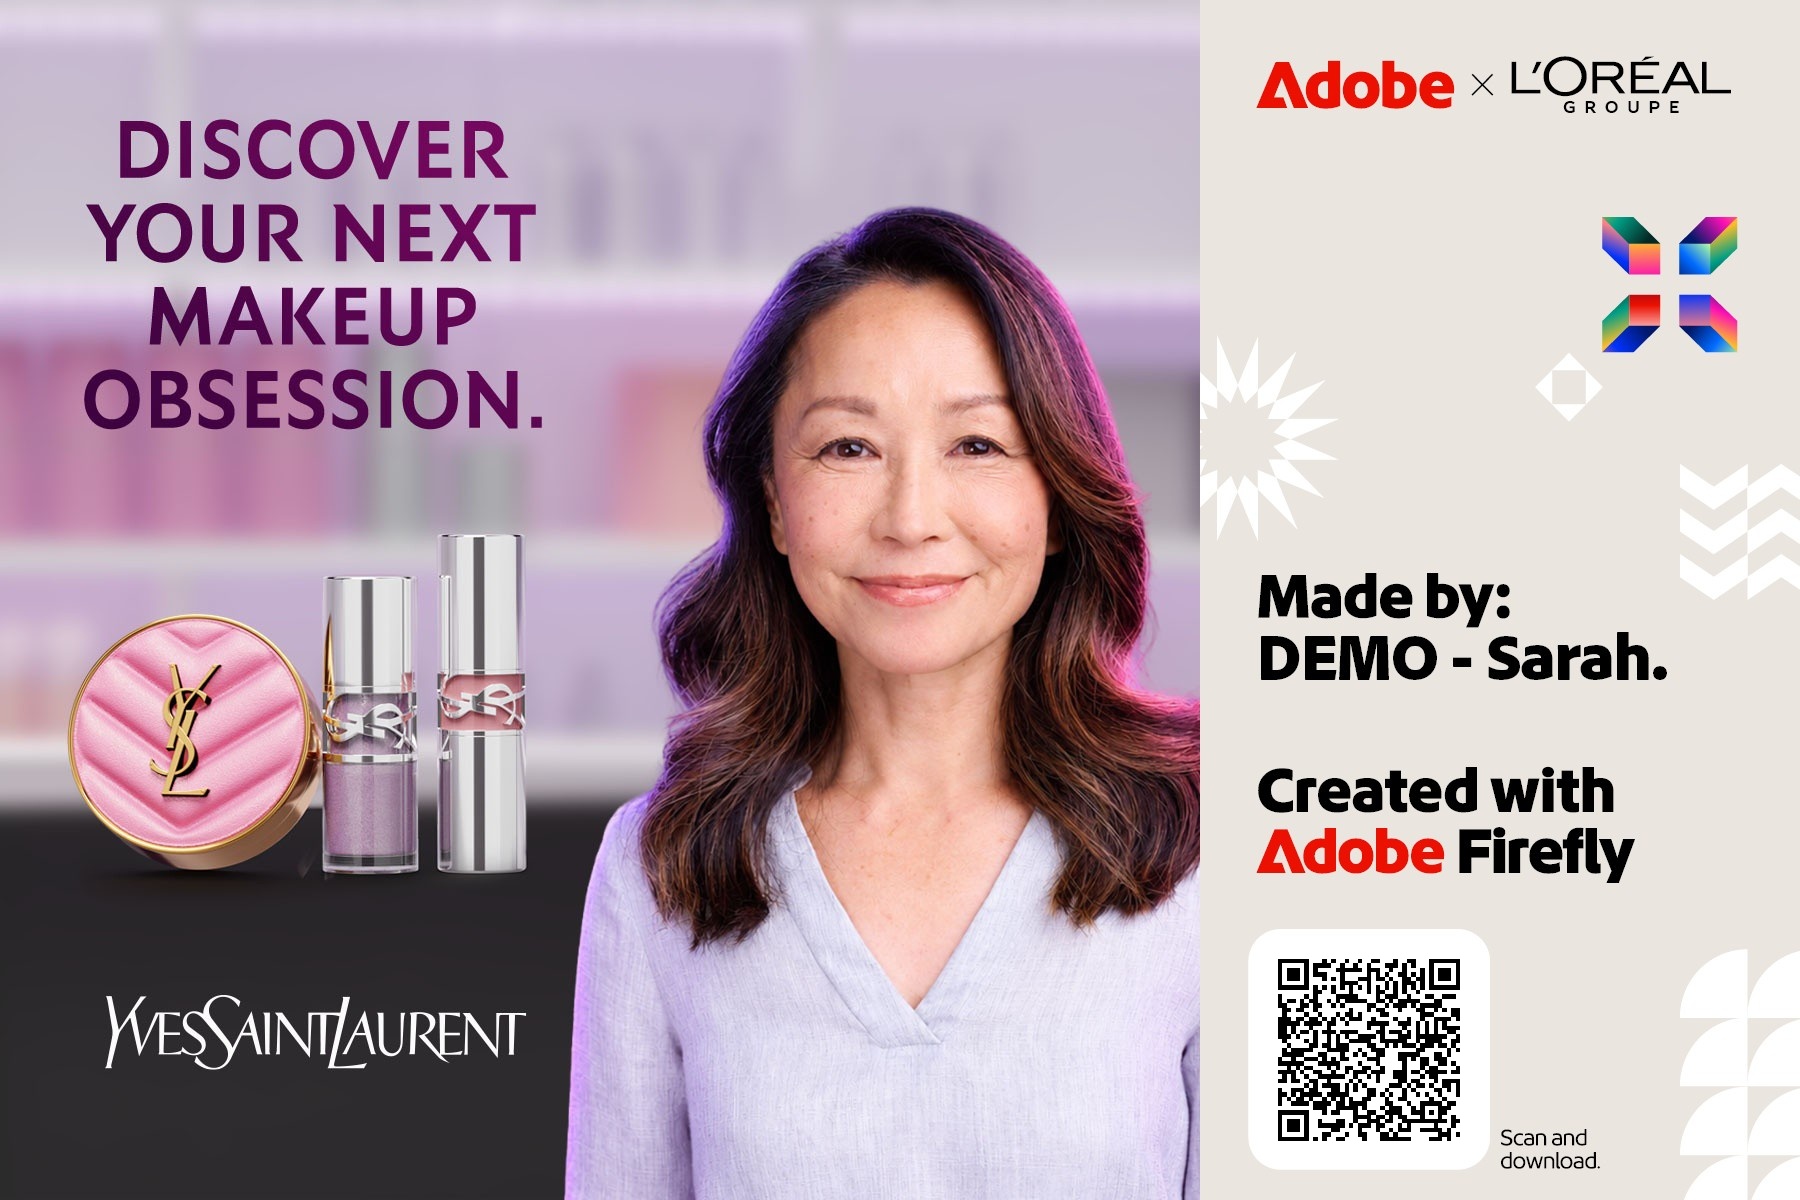 DISCOVER
YOUR NEXT
MAKEUP
OBSESSION.
YSL
YVESSAINTLAURENT
Adobe × L'ORÉAL
GROUPE
Made by:
DEMO - Sarah.
Created with
Adobe Firefly
Scan and
download.